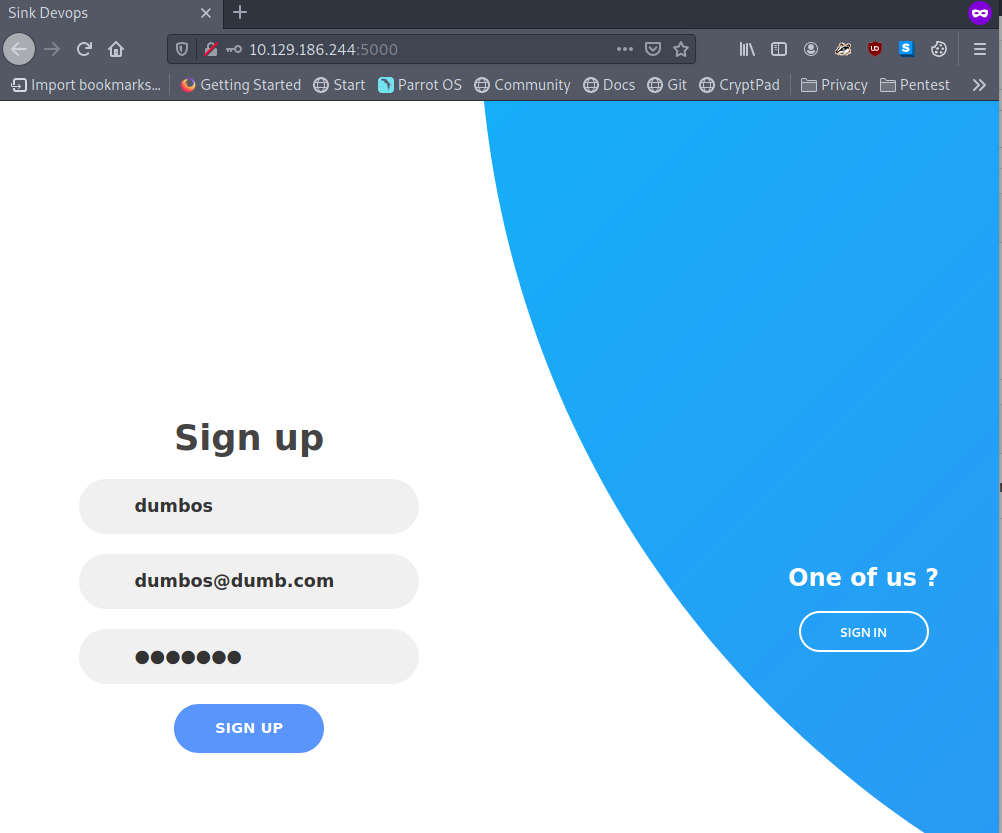 Sink Devops
10.129.186.244:5000
Import bookmarks... Getting Started Start Parrot OS Community Docs Git CryptPad Privacy Pentest
Sign up
dumbos
dumbos@dumb.com
●●●●●●●
SIGN UP
One of us ?
SIGN IN